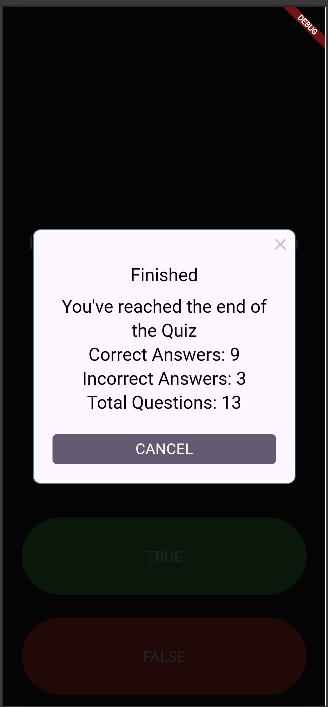 DEBUG
Finished
You've reached the end of
the Quiz
Correct Answers: 9
Incorrect Answers: 3
Total Questions: 13
CANCEL
TRUE
FALSE